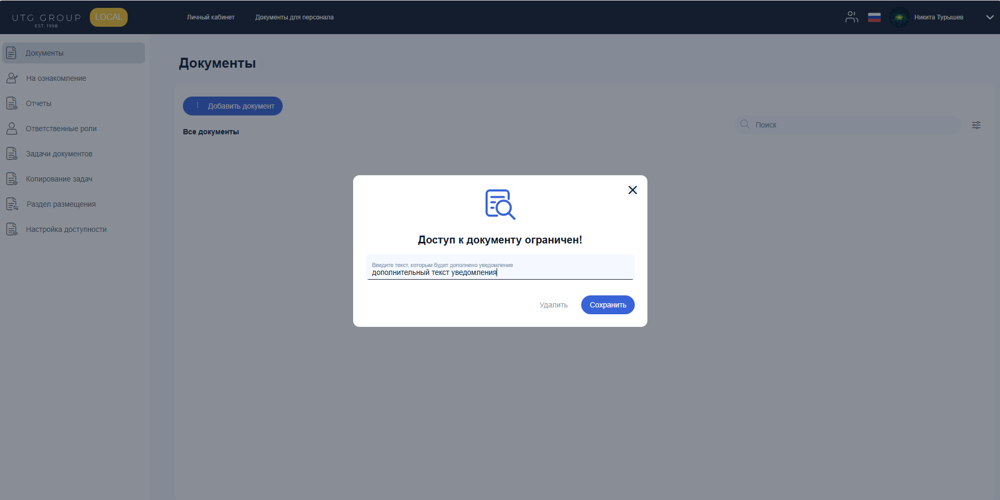 UTG GROUP
EST. 1998
LOCAL
Личный кабинет
Документы для персонала
Никита Турышев
Документы
На ознакомление
Отчеты
Ответственные роли
Задачи документов
Копирование задач
Раздел размещения
Настройка доступности
Документы
Добавить документ
Все документы
Поиск
Доступ к документу ограничен!
Введите текст, которым будет дополнено уведомление
дополнительный текст уведомления
Удалить
Сохранить